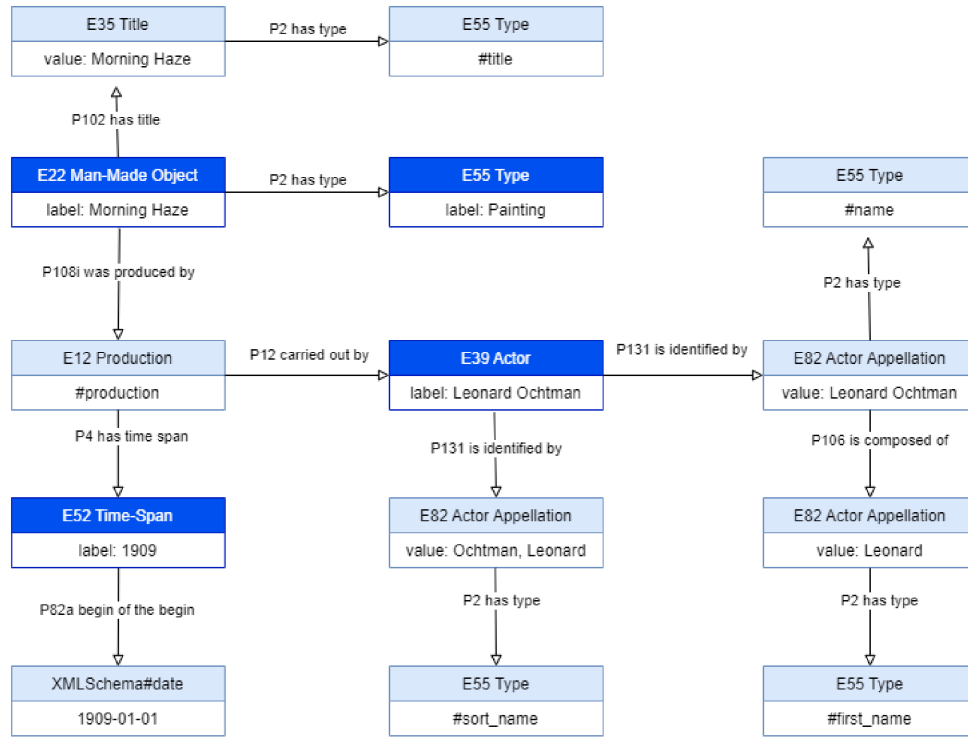 E35 Title
P2 has type
E55 Type
value: Morning Haze
#title
P102 has title
E22 Man-Made Object
P2 has type
E55 Type
E55 Type
label: Morning Haze
label: Painting
#name
P108i was produced by
P2 has type
E12 Production
P12 carried out by
E39 Actor
P131 is identified by
E82 Actor Appellation
#production
label: Leonard Ochtman
value: Leonard Ochtman
P4 has time span
P131 is identified by
P106 is composed of
E52 Time-Span
E82 Actor Appellation
E82 Actor Appellation
label: 1909
value: Ochtman, Leonard
value: Leonard
P82a begin of the begin
P2 has type
P2 has type
XMLSchema#date
E55 Type
E55 Type
1909-01-01
#sort_name
#first_name